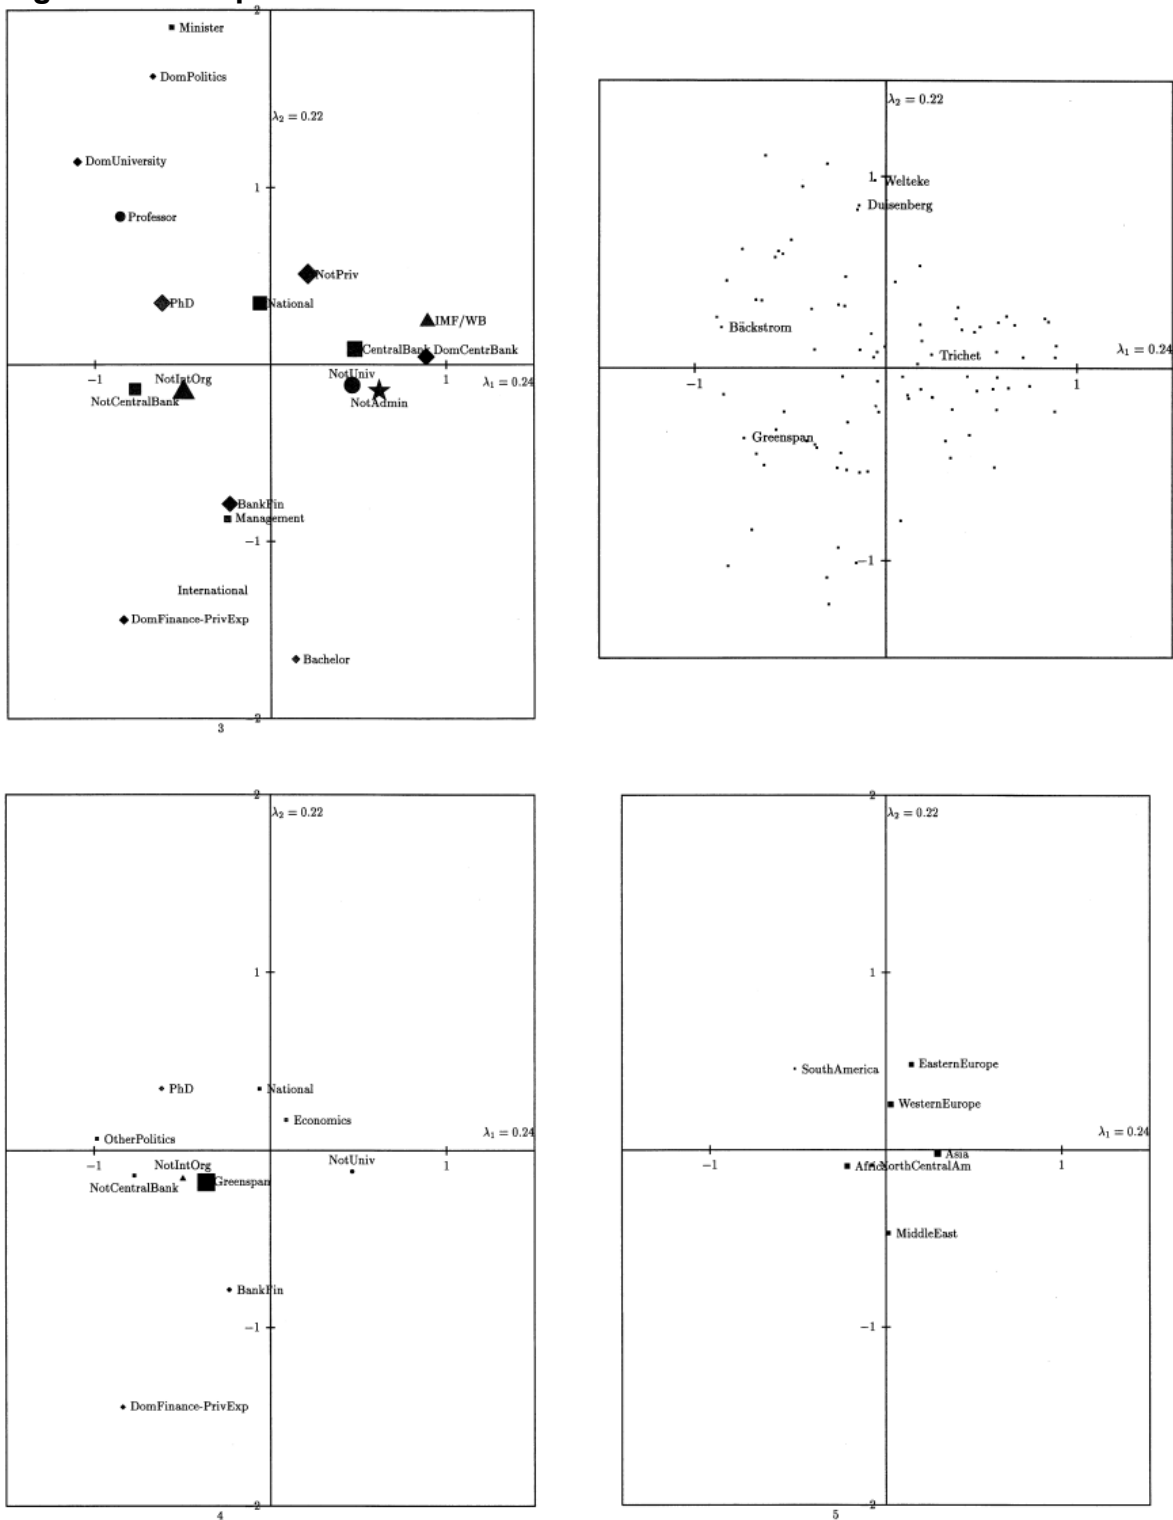 2
Minister
DomPolitics
λ₂ = 0.22
DomUniversity
1
Professor
NotPriv
PhD
National
IMF/WB
CentralBank
DomCentrBank
−1
NotIntOrg
NotUniv
1
λ₁ = 0.24
NotCentralBank
NotAdmin
BankFin
Management
−1
International
DomFinance-PrivExp
Bachelor
−2
3
λ₂ = 0.22
1
Welteke
Duisenberg
Bäckstrom
Trichet
λ₁ = 0.24
−1
1
Greenspan
−1
2
λ₂ = 0.22
1
PhD
National
Economics
OtherPolitics
λ₁ = 0.24
−1
NotIntOrg
NotUniv
1
NotCentralBank
Greenspan
BankFin
−1
DomFinance-PrivExp
−2
4
2
λ₂ = 0.22
1
SouthAmerica
EasternEurope
WesternEurope
λ₁ = 0.24
−1
Asia
1
NorthCentralAm
MiddleEast
−1
−2
5